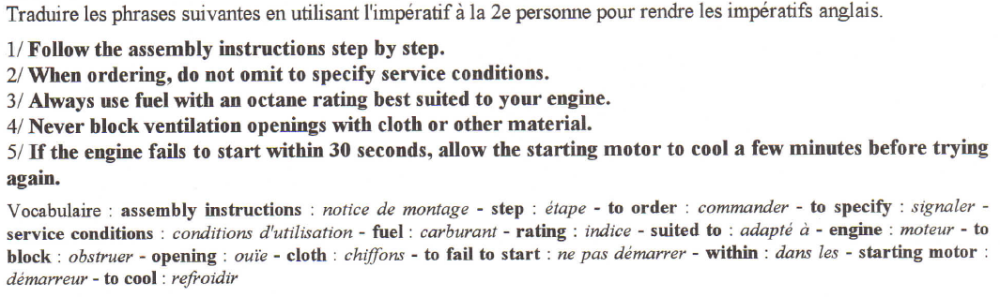 Traduire les phrases suivantes en utilisant l'impératif à la 2e personne pour rendre les impératifs anglais.
1/ Follow the assembly instructions step by step.
2/ When ordering, do not omit to specify service conditions.
3/ Always use fuel with an octane rating best suited to your engine.
4/ Never block ventilation openings with cloth or other material.
5/ If the engine fails to start within 30 seconds, allow the starting motor to cool a few minutes before trying
again.
Vocabulaire : assembly instructions : notice de montage - step : étape - to order : commander - to specify : signaler -
service conditions : conditions d'utilisation - fuel : carburant - rating : indice - suited to : adapté à - engine : moteur - to
block : obstruer - opening : ouïe - cloth : chiffons - to fail to start : ne pas démarrer - within : dans les - starting motor :
démarreur - to cool : refroidir